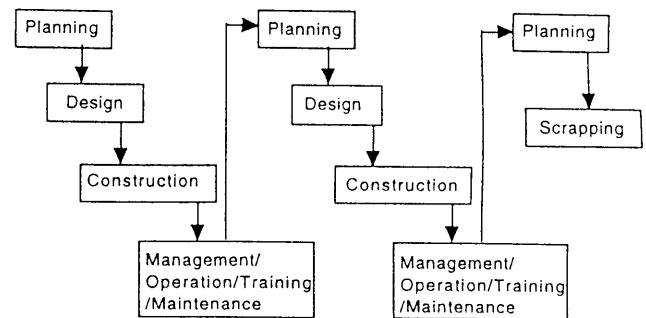 Planning
Design
Construction
Management/
Operation/Training
/Maintenance
Planning
Design
Construction
Management/
Operation/Training
/Maintenance
Planning
Scrapping